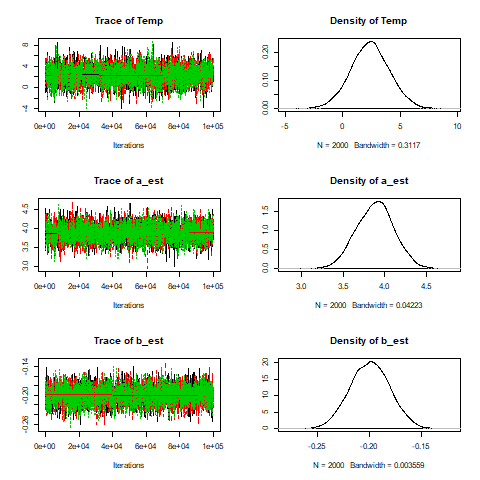 Trace of Temp
8
4
0
-4
0e+00 2e+04 4e+04 6e+04 8e+04 1e+05
Iterations
Density of Temp
0.20
0.10
0.00
-5 0 5 10
N = 2000 Bandwidth = 0.3117
Trace of a_est
4.5
4.0
3.5
3.0
0e+00 2e+04 4e+04 6e+04 8e+04 1e+05
Iterations
Density of a_est
1.5
1.0
0.5
0.0
3.0 3.5 4.0 4.5
N = 2000 Bandwidth = 0.04223
Trace of b_est
-0.14
-0.20
-0.26
0e+00 2e+04 4e+04 6e+04 8e+04 1e+05
Iterations
Density of b_est
20
15
10
5
0
-0.25 -0.20 -0.15
N = 2000 Bandwidth = 0.003559